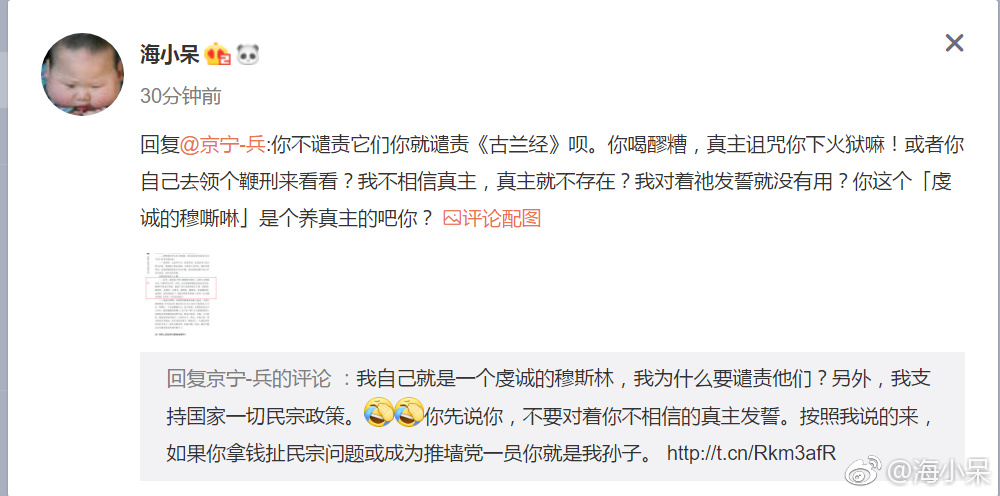 海小呆
30分钟前
回复@京宁-兵:你不谴责它们你就谴责《古兰经》呗。你喝醪糟，真主诅咒你下火狱嘛！或者你
自己去领个鞭刑来看看？我不相信真主，真主就不存在？我对着祂发誓就没有用？你这个「虔
诚的穆嘶啉」是个养真主的吧你？ 评论配图
回复京宁-兵的评论 ：我自己就是一个虔诚的穆斯林，我为什么要谴责他们？另外，我支
持国家一切民宗政策。你先说你，不要对着你不相信的真主发誓。按照我说的来，
如果你拿钱扯民宗问题或成为推墙党一员你就是我孙子。 http://t.cn/Rkm3afR
@海小呆